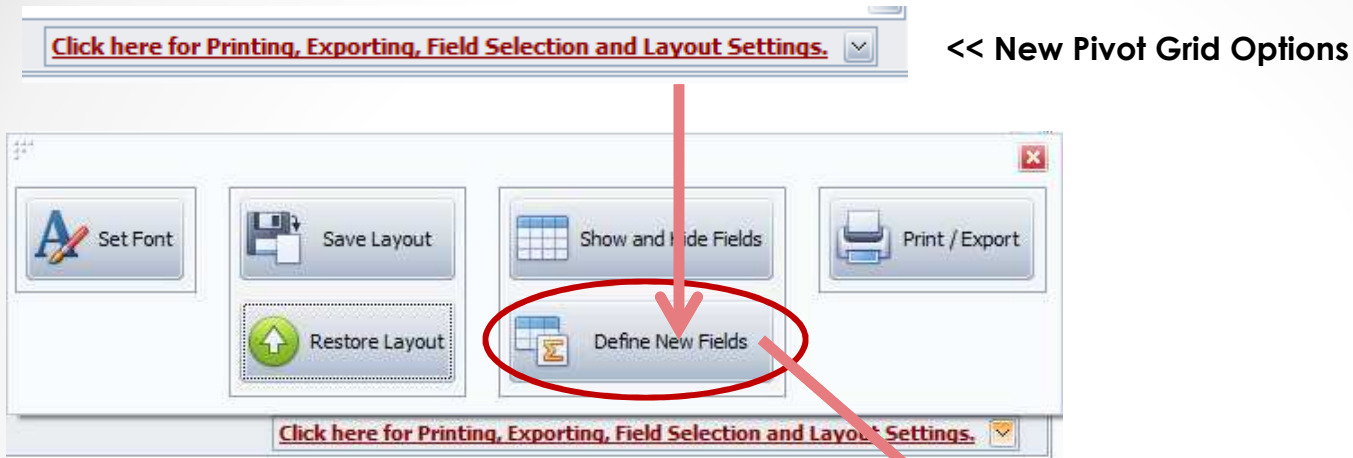 Click here for Printing, Exporting, Field Selection and Layout Settings.
<< New Pivot Grid Options
Set Font
Save Layout
Show and Hide Fields
Print / Export
Restore Layout
Define New Fields
Click here for Printing, Exporting, Field Selection and Layout Settings.